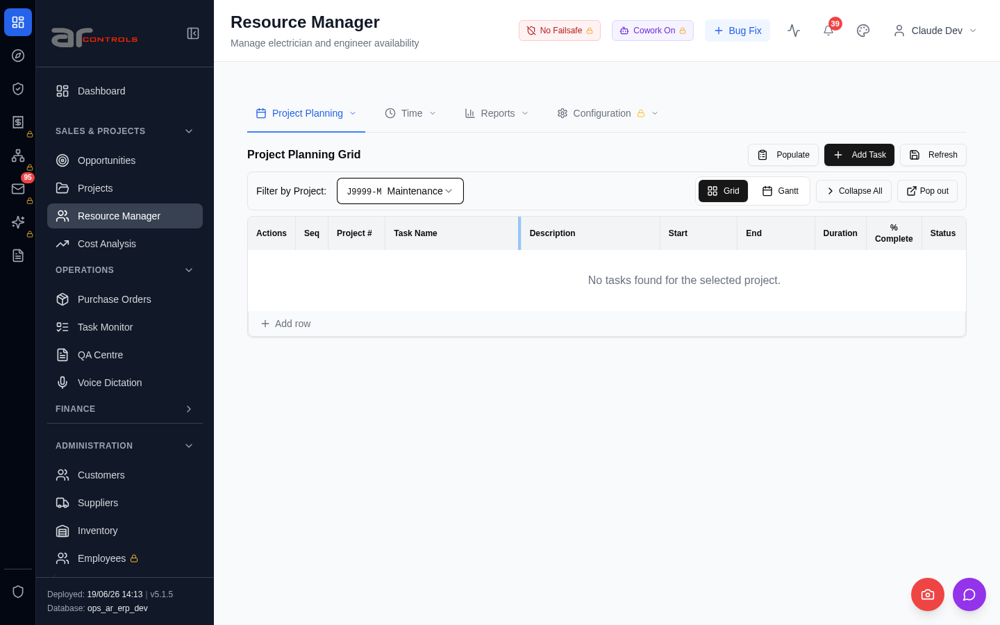 ar CONTROLS
95
Dashboard
SALES & PROJECTS
Opportunities
Projects
Resource Manager
Cost Analysis
OPERATIONS
Purchase Orders
Task Monitor
QA Centre
Voice Dictation
FINANCE
ADMINISTRATION
Customers
Suppliers
Inventory
Employees
Deployed: 19/06/26 14:13 | v5.1.5
Database: ops_ar_erp_dev
Resource Manager
Manage electrician and engineer availability
No Failsafe
Cowork On
Bug Fix
39
Claude Dev
Project Planning
Time
Reports
Configuration
Project Planning Grid
Populate
Add Task
Refresh
Filter by Project:
J9999-M Maintenance
Grid
Gantt
Collapse All
Pop out
Actions
Seq
Project #
Task Name
Description
Start
End
Duration
%
Complete
Status
No tasks found for the selected project.
Add row